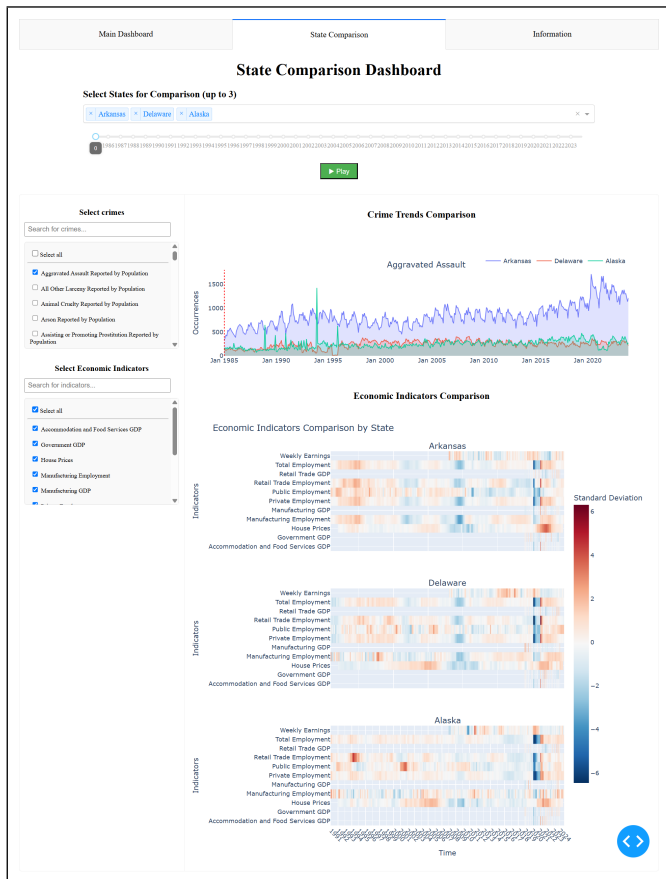 Main Dashboard
State Comparison
Information
State Comparison Dashboard
Select States for Comparison (up to 3)
× Arkansas × Delaware × Alaska
× 
0 19861987198819891990199119921993199419951996199719981999200020012002200320042005200620072008200920102011201220132014201520162017201820192020202120222023
▶ Play
Select crimes
Search for crimes...
Select all
Aggravated Assault Reported by Population
All Other Larceny Reported by Population
Animal Cruelty Reported by Population
Arson Reported by Population
Assisting or Promoting Prostitution Reported by
Population
Select Economic Indicators
Search for indicators...
Select all
Accommodation and Food Services GDP
Government GDP
House Prices
Manufacturing Employment
Manufacturing GDP
Crime Trends Comparison
Aggravated Assault
Arkansas Delaware Alaska
Occurrences
1500
1000
500
0
Jan 1985 Jan 1990 Jan 1995 Jan 2000 Jan 2005 Jan 2010 Jan 2015 Jan 2020
Economic Indicators Comparison
Economic Indicators Comparison by State
Arkansas
Indicators
Weekly Earnings
Total Employment
Retail Trade GDP
Retail Trade Employment
Public Employment
Private Employment
Manufacturing GDP
Manufacturing Employment
House Prices
Government GDP
Accommodation and Food Services GDP
Delaware
Indicators
Weekly Earnings
Total Employment
Retail Trade GDP
Retail Trade Employment
Public Employment
Private Employment
Manufacturing GDP
Manufacturing Employment
House Prices
Government GDP
Accommodation and Food Services GDP
Alaska
Indicators
Weekly Earnings
Total Employment
Retail Trade GDP
Retail Trade Employment
Public Employment
Private Employment
Manufacturing GDP
Manufacturing Employment
House Prices
Government GDP
Accommodation and Food Services GDP
Time
Standard Deviation
6
4
2
0
−2
−4
−6